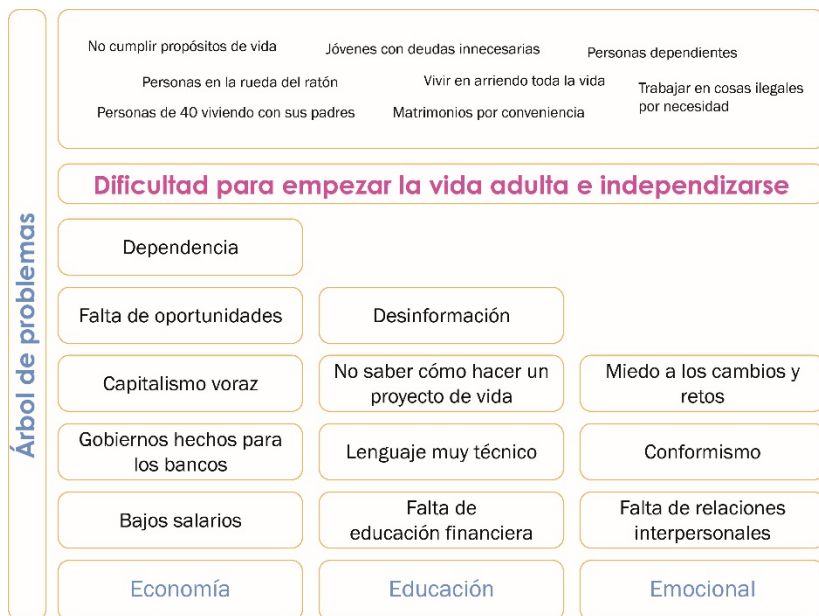 Árbol de problemas
No cumplir propósitos de vida
Jóvenes con deudas innecesarias
Personas dependientes
Personas en la rueda del ratón
Vivir en arriendo toda la vida
Trabajar en cosas ilegales
por necesidad
Personas de 40 viviendo con sus padres
Matrimonios por conveniencia
Dificultad para empezar la vida adulta e independizarse
Dependencia
Falta de oportunidades
Desinformación
Capitalismo voraz
No saber cómo hacer un
proyecto de vida
Miedo a los cambios y
retos
Gobiernos hechos para
los bancos
Lenguaje muy técnico
Conformismo
Bajos salarios
Falta de
educación financiera
Falta de relaciones
interpersonales
Economía
Educación
Emocional